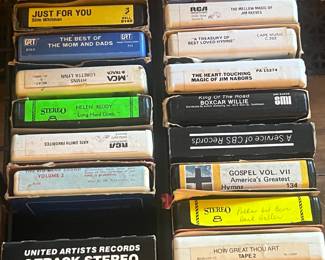 JUST FOR YOU
Slim Whitman
GRT
THE BEST OF
THE MOM AND DADS
MCA
LORETTA LYNN
STEREO
HELEN REDDY
Long Hard Climb
RCA
VOLUME 2
UNITED ARTISTS RECORDS
8TRACK STEREO
RCA
THE MELLOW MAGIC OF
JIM REEVES
"A TREASURY OF
BEST LOVED HYMNS"
THE HEART-TOUCHING
MAGIC OF JIM NABORS
King Of The Road
BOXCAR WILLIE
A Service of CBS Records
GOSPEL VOL. VII
America's Greatest
Hymns
134
STEREO
HOW GREAT THOU ART
TAPE 2